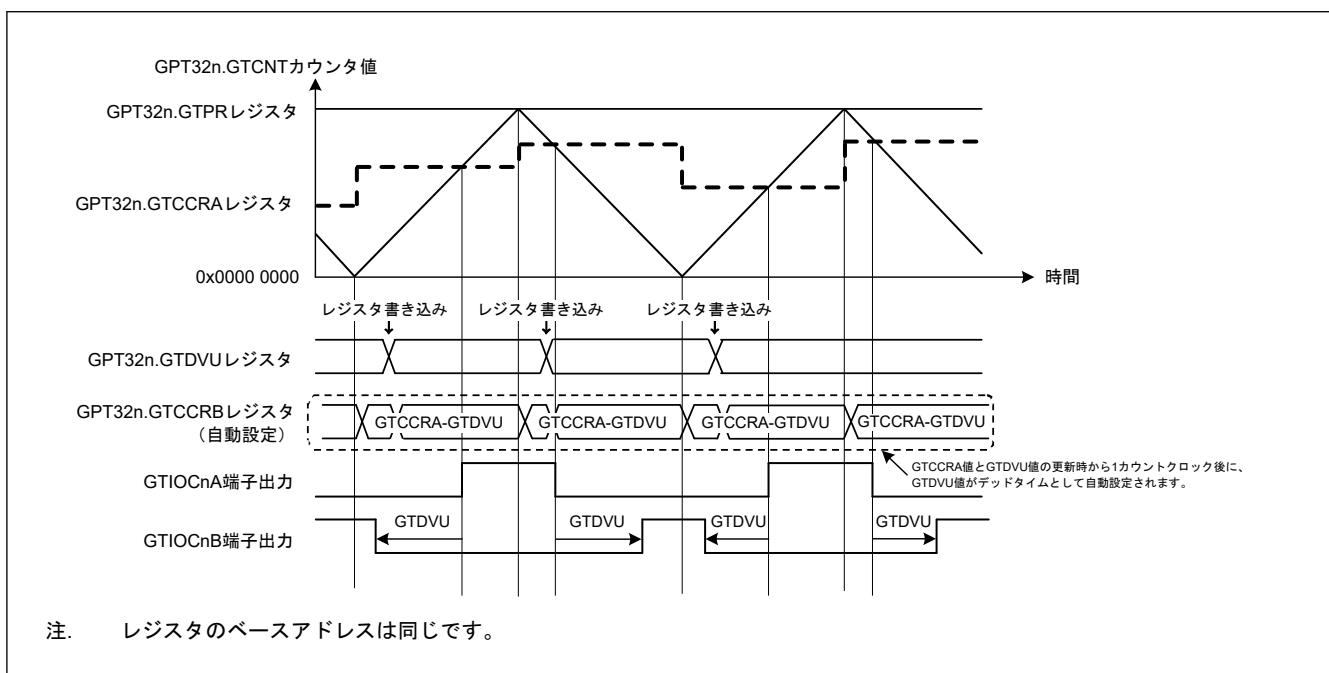 GPT32n.GTCNTカウンタ値
GPT32n.GTPRレジスタ
GPT32n.GTCCRAレジスタ
0x0000 0000
時間
レジスタ書き込み レジスタ書き込み レジスタ書き込み
GPT32n.GTDVUレジスタ
GPT32n.GTCCRBレジスタ
（自動設定）
GTCCRA-GTDVU GTCCRA-GTDVU GTCCRA-GTDVU GTCCRA-GTDVU
GTCCRA値とGTDVU値の更新時から1カウントクロック後に、
GTDVU値がデッドタイムとして自動設定されます。
GTIOCnA端子出力
GTDVU GTDVU GTDVU GTDVU
GTIOCnB端子出力
注. レジスタのベースアドレスは同じです。